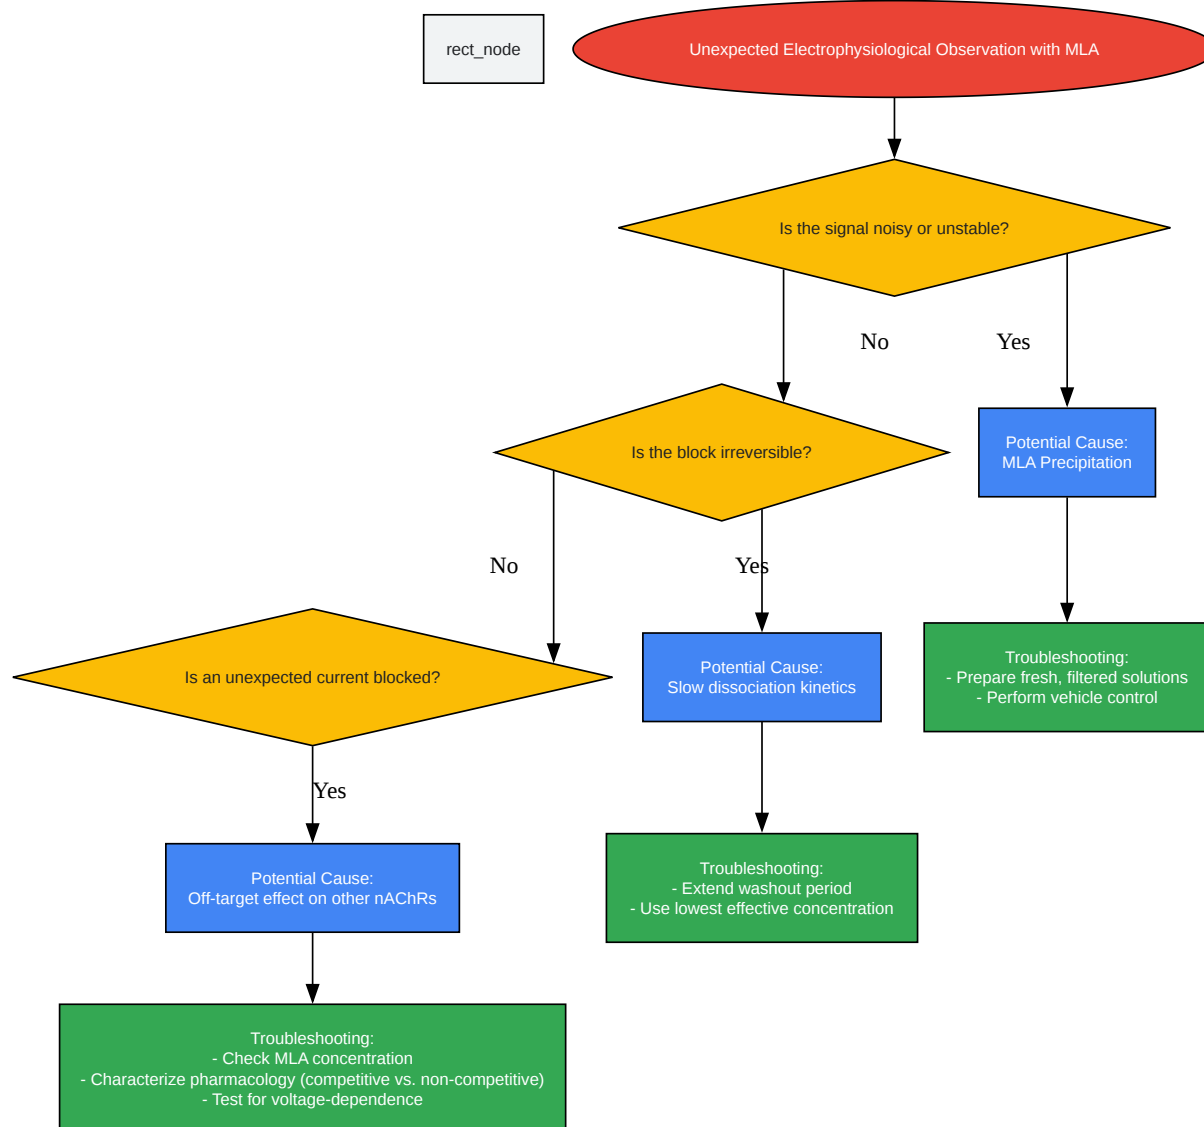 rect_node
Unexpected Electrophysiological Observation with MLA
Is the signal noisy or unstable?
No
Yes
Is the block irreversible?
Potential Cause:
MLA Precipitation
No
Yes
Is an unexpected current blocked?
Potential Cause:
Slow dissociation kinetics
Troubleshooting:
- Prepare fresh, filtered solutions
- Perform vehicle control
Yes
Potential Cause:
Off-target effect on other nAChRs
Troubleshooting:
- Extend washout period
- Use lowest effective concentration
Troubleshooting:
- Check MLA concentration
- Characterize pharmacology (competitive vs. non-competitive)
- Test for voltage-dependence